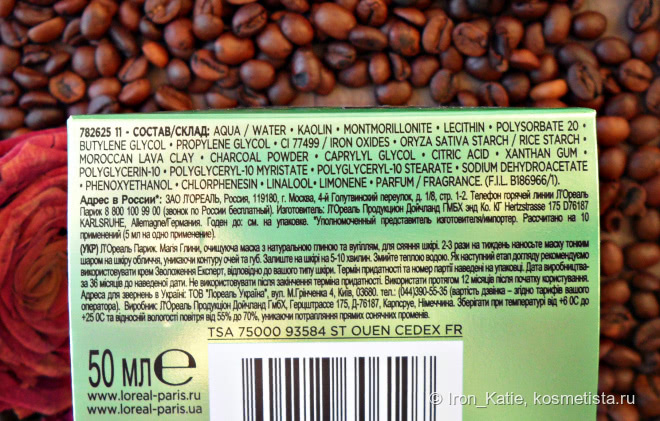 782625 11 - СОСТАВ/СКЛАД: AQUA / WATER • KAOLIN • MONTMORILLONITE • LECITHIN • POLYSORBATE 20 •
BUTYLENE GLYCOL • PROPYLENE GLYCOL • CI 77499 / IRON OXIDES • ORYZA SATIVA STARCH / RICE STARCH •
MOROCCAN LAVA CLAY • CHARCOAL POWDER • CAPRYLYL GLYCOL • CITRIC ACID • XANTHAN GUM •
POLYGLYCERIN-10 • POLYGLYCERYL-10 MYRISTATE • POLYGLYCERYL-10 STEARATE • SODIUM DEHYDROACETATE
• PHENOXYETHANOL • CHLORPHENESIN • LINALOOL • LIMONENE • PARFUM / FRAGRANCE. (F.I.L. B186966/1).
Адрес в России*: ЗАО Л'ОРЕАЛЬ, Россия, 119180, г. Москва, 4-й Голутвинский переулок, д. 1/8, стр. 1-2. Телефон горячей линии Л'Ореаль
Париж 8 800 100 99 00 (звонок по России бесплатный). Изготовитель: Л'Ореаль Продукцион Дойчланд ГМБХ энд Ко. КГ Hertzstrasse 175 D76187
KARLSRUHE, Allemagne/Германия. Годен до: см. на упаковке. *Уполномоченный представитель изготовителя/импортер. Рассчитано на 10
применений (5 мл на одно применение).
(УКР) Л'Ореаль Париж. Магія Глини, очищуюча маска з натуральною глиною та вугіллям, для сяяння шкіри. 2-3 рази на тиждень наносьте маску тонким
шаром на шкіру обличчя, уникаючи контуру очей та губ. Залиште на шкірі на 5-10 хвилин. Змийте теплою водою. Як наступний етап догляду рекомендуємо
використовувати крем Зволоження Експерт, відповідно до вашого типу шкіри. Термін придатності та номер партії наведені на упаковці. Дата виробництва-
за 36 місяців до наведеної дати. Не використовувати після закінчення терміна придатності. Використати протягом 12 місяців після початку користування.
Адреса для звернень в Україні: ТОВ "Лореаль Україна", вул. М.Грінченка 4, Київ, 03680. тел.: (044)390-55-35 (вартість дзвінка – згідно тарифів вашого
оператора). Виробник: Л'Ореаль Продукціон Дойчланд ГмбХ, Герцштрассе 175, Д-76187, Карлсруе, Німеччина. Зберігати при температурі від +6 0С до
+25 0С та відносній вологості повітря від 55% до 70%, уникаючи потрапляння прямих сонячних променів.
TSA 75000 93584 ST OUEN CEDEX FR
50 мл e
www.loreal-paris.ru
www.loreal-paris.ua
© Iron_Katie, kosmetista.ru